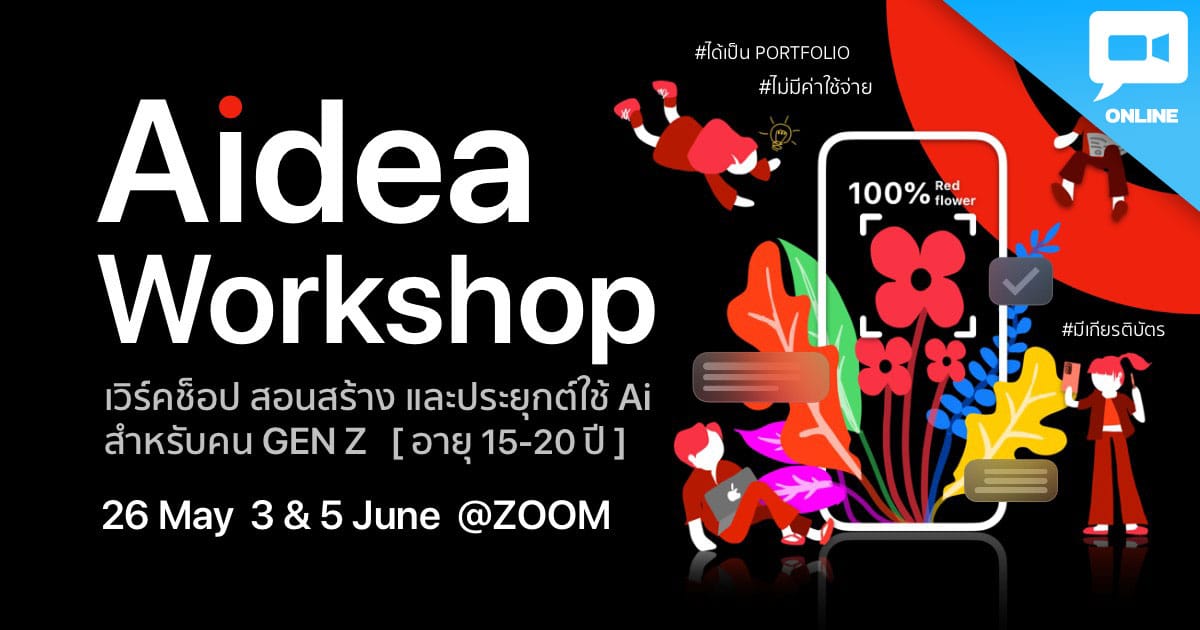 #ได้เป็น PORTFOLIO
#ไม่มีค่าใช้จ่าย
ONLINE
Aidea
Workshop
100% Red
flower
#มีเกียรติบัตร
เวิร์คช็อป สอนสร้าง และประยุกต์ใช้ Ai
สำหรับคน GEN Z [ อายุ 15-20 ปี ]
26 May 3 & 5 June @ZOOM